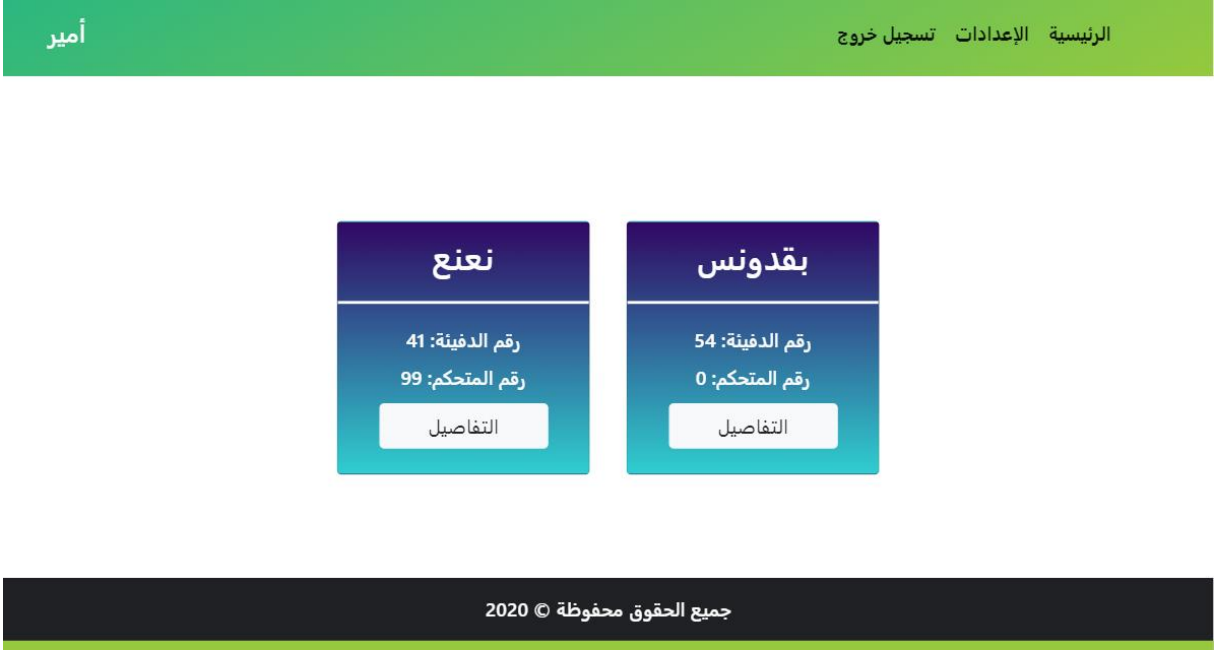 الرئيسية الإعدادات تسجيل خروج
أمير
بقدونس
رقم الدفيئة: 54
رقم المتحكم: 0
التفاصيل
نعنع
رقم الدفيئة: 41
رقم المتحكم: 99
التفاصيل
جميع الحقوق محفوظة © 2020